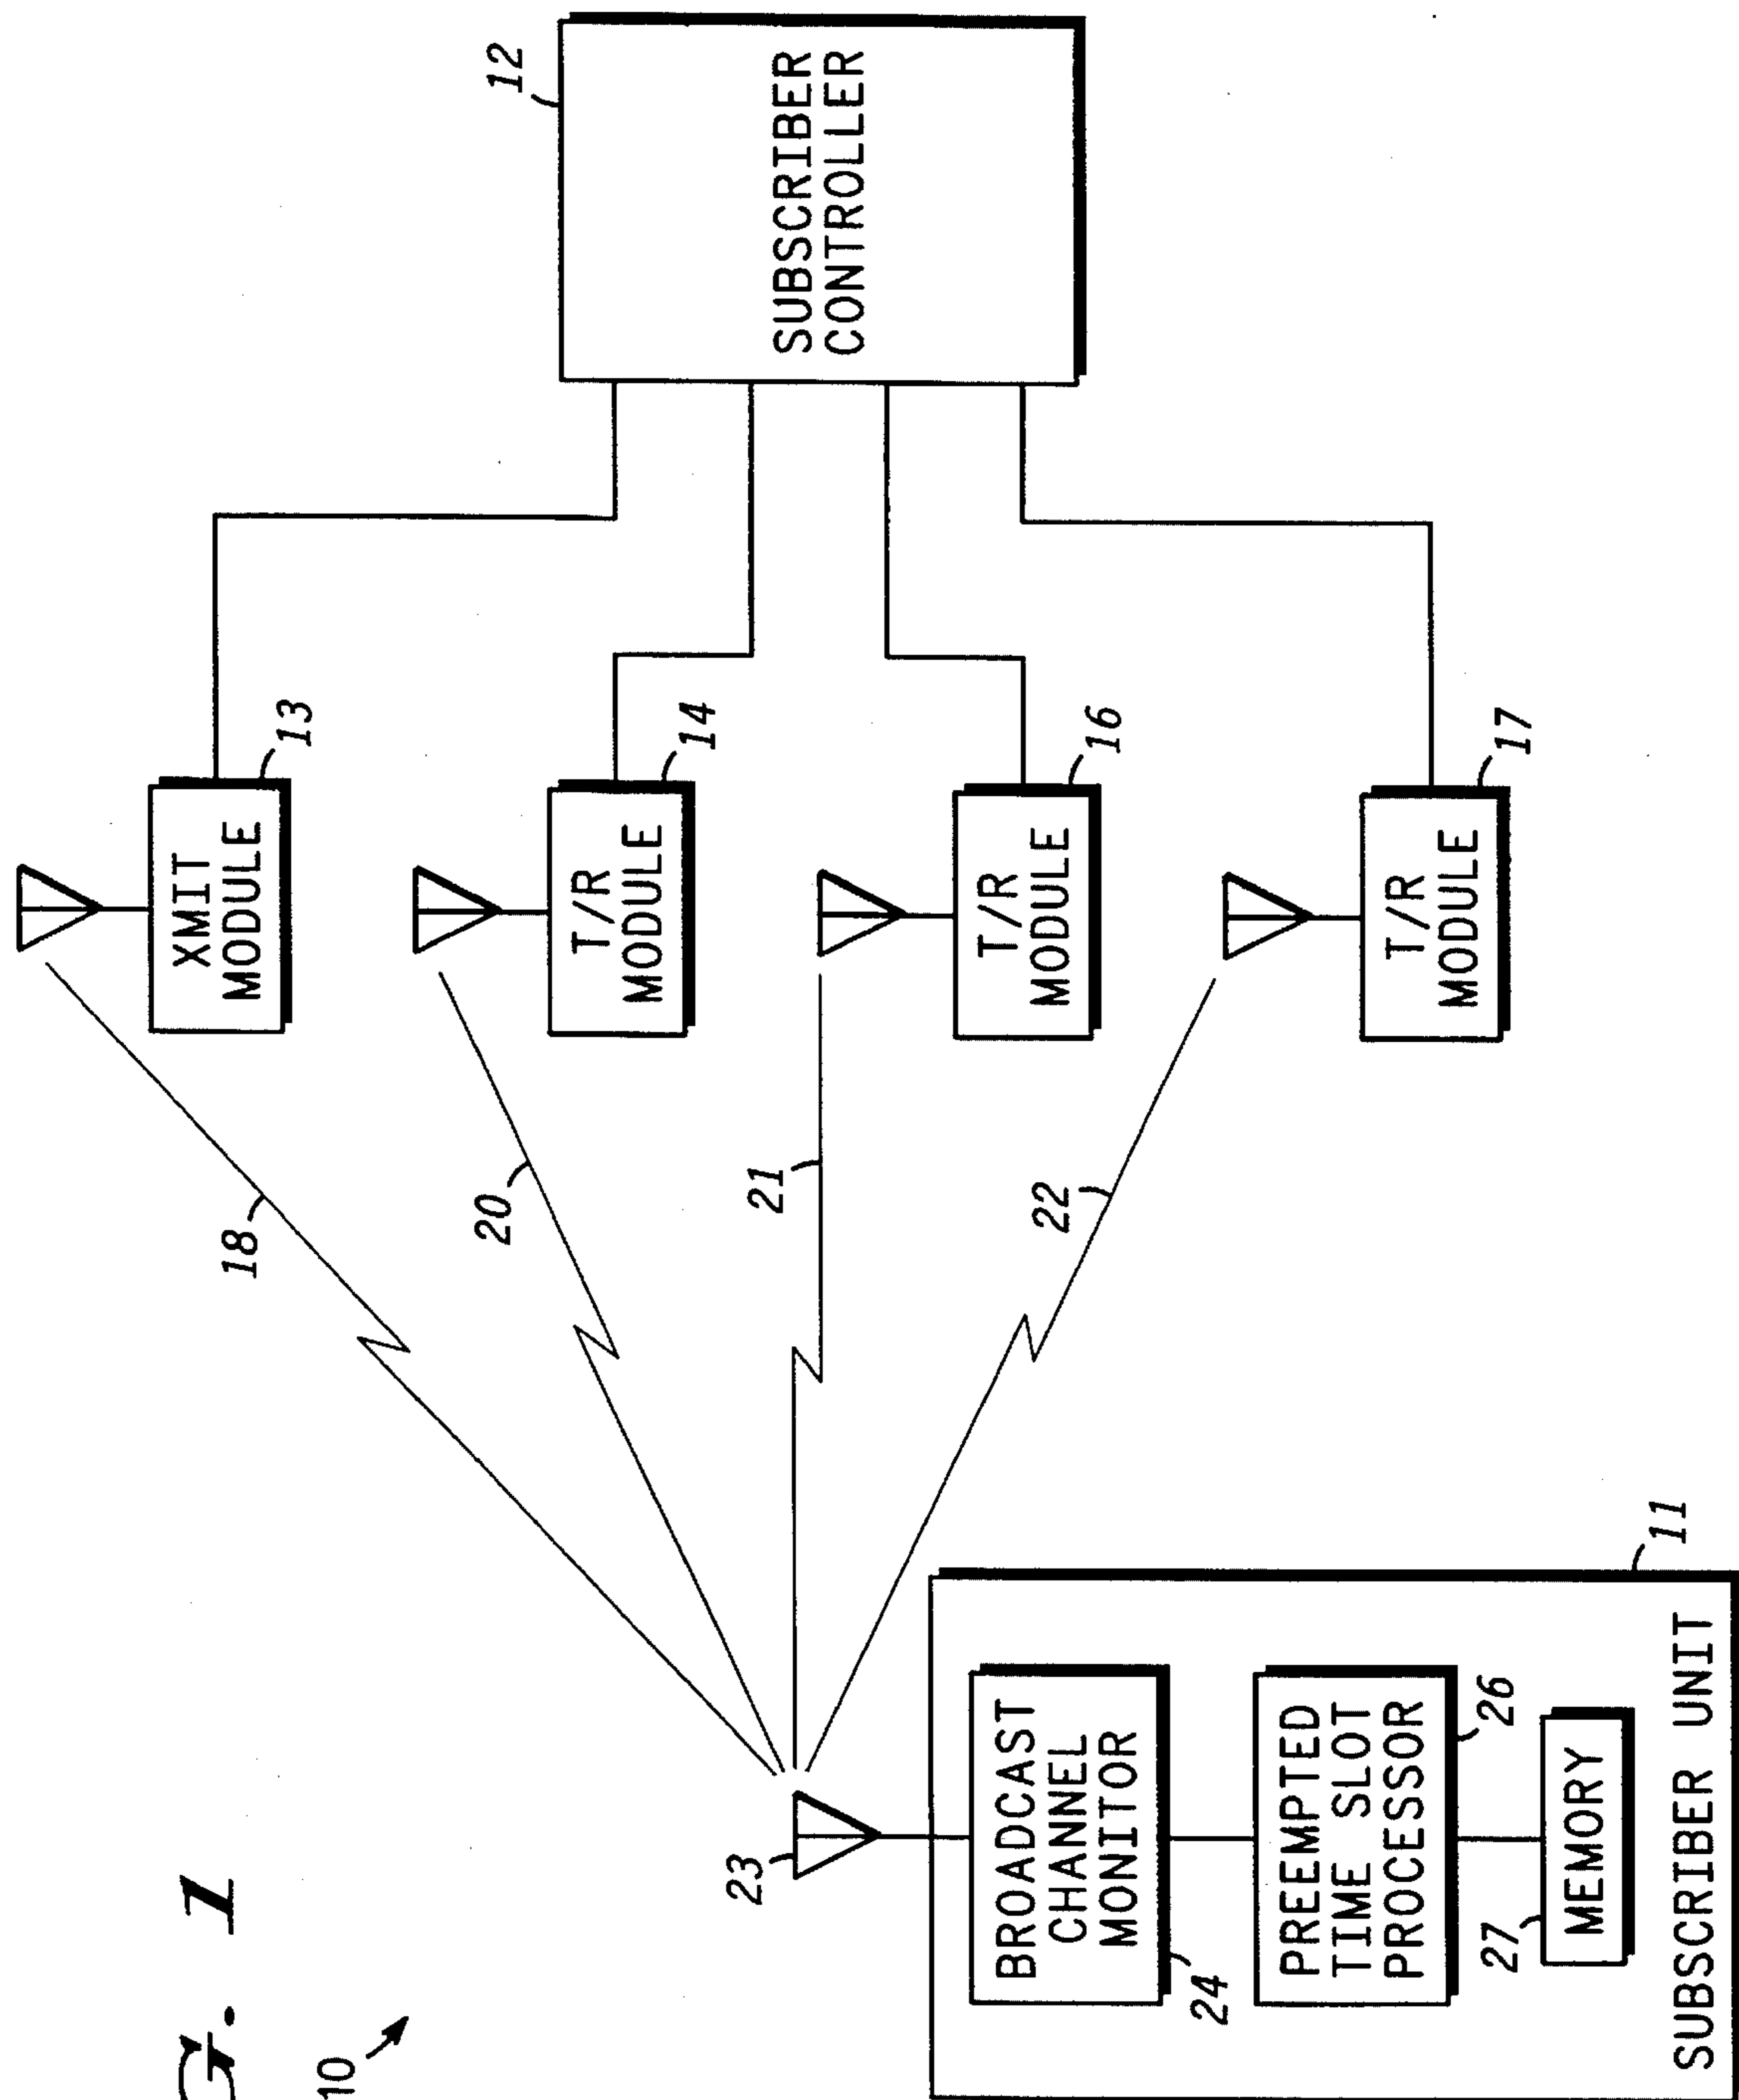 G. 1
10
SUBSCRIBER
CONTROLLER
12
XMIT
MODULE
13
T/R
MODULE
14
T/R
MODULE
16
T/R
MODULE
17
18
20
21
22
23
BROADCAST
CHANNEL
MONITOR
24
PREEMPTED
TIME SLOT
PROCESSOR
26
MEMORY
27
SUBSCRIBER UNIT
11